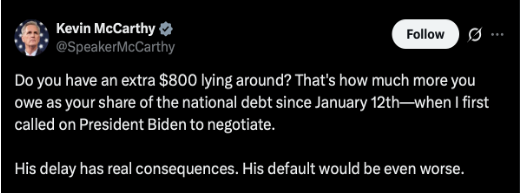 Kevin McCarthy
@SpeakerMcCarthy
Follow
Do you have an extra $800 lying around? That's how much more you
owe as your share of the national debt since January 12th—when I first
called on President Biden to negotiate.
His delay has real consequences. His default would be even worse.